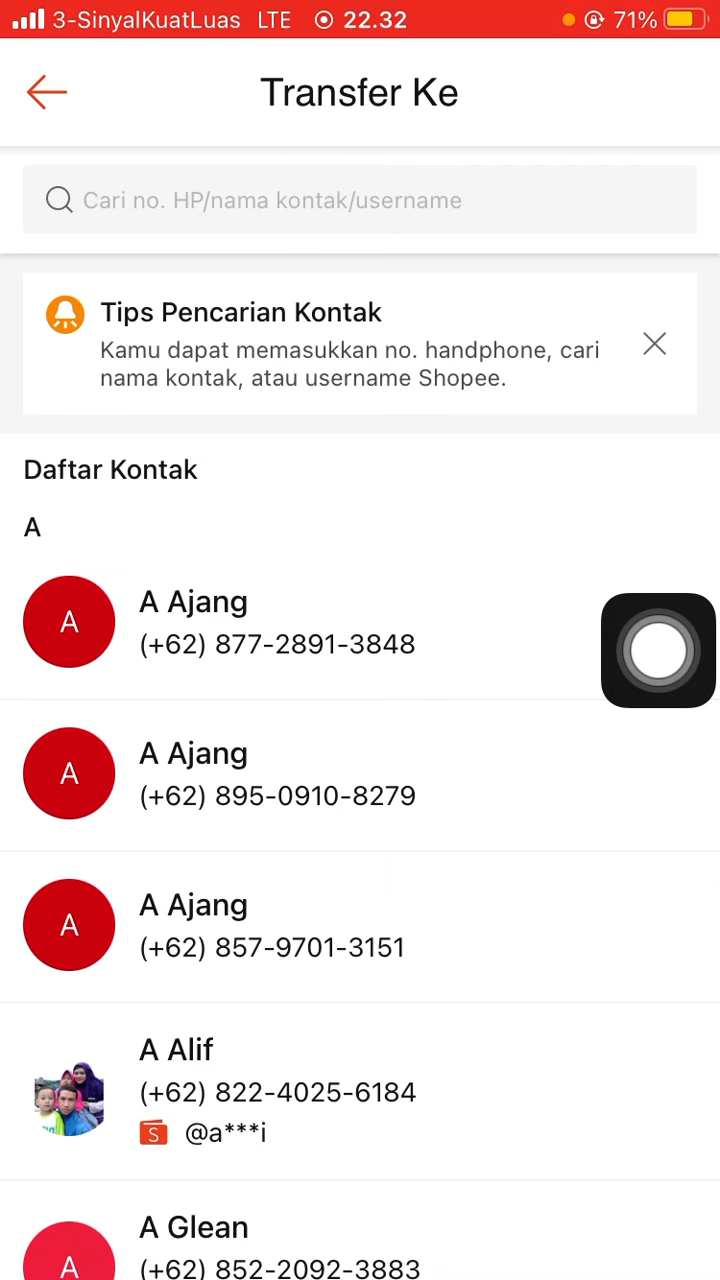 3-SinyalKuatLuas LTE 22.32 71%
Transfer Ke
Cari no. HP/nama kontak/username
Tips Pencarian Kontak
Kamu dapat memasukkan no. handphone, cari
nama kontak, atau username Shopee.
Daftar Kontak
A
A
A Ajang
(+62) 877-2891-3848
A
A Ajang
(+62) 895-0910-8279
A
A Ajang
(+62) 857-9701-3151
A Alif
(+62) 822-4025-6184
S @a***i
A
A Glean
(+62) 852-2092-3883